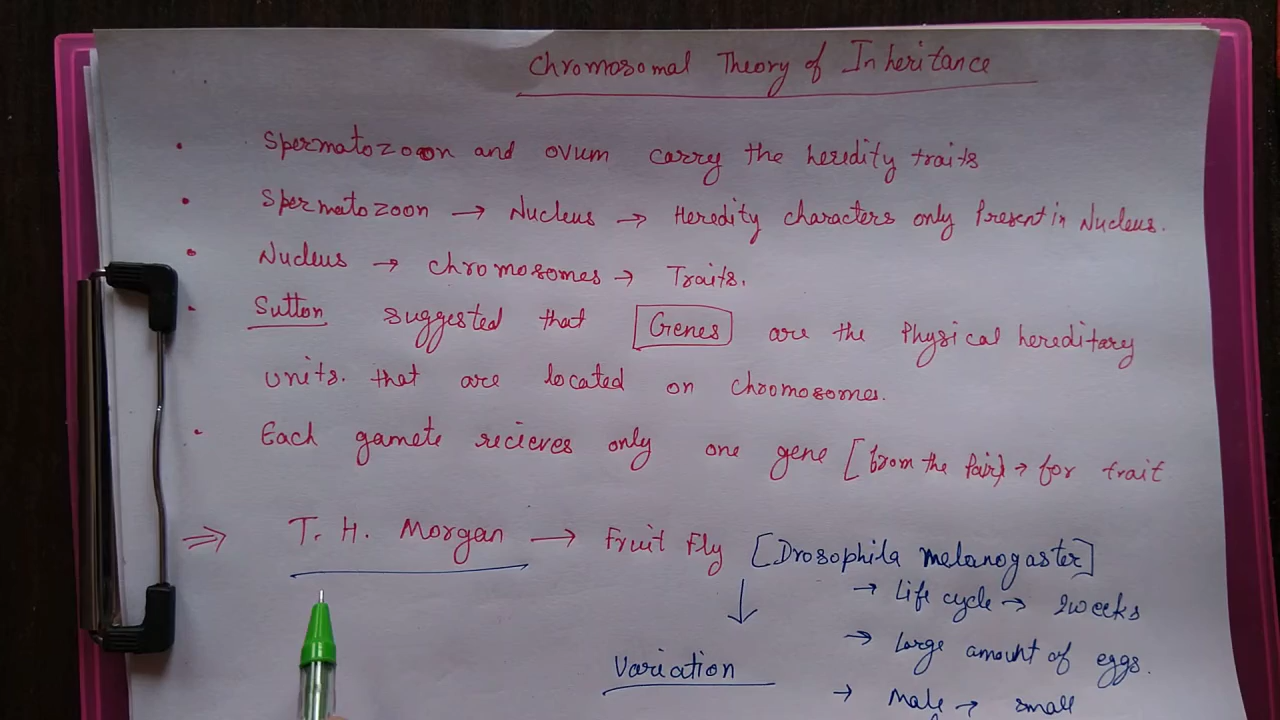 Chromosomal Theory of Inheritance
• Spermatozoon and ovum carry the heredity traits
• Spermatozoon → Nucleus → Heredity characters only Present in Nucleus.
• Nucleus → chromosomes → Traits.
• Sutton suggested that Genes are the Physical hereditary
units. that are located on chromosomes.
• Each gamete recieves only one gene [from the Pair) → for trait
⇒ T. H. Morgan → Fruit Fly [Drosophila melanogaster]
→ Life cycle → 2weeks
→ Large amount of eggs.
Variation
→ Male → small